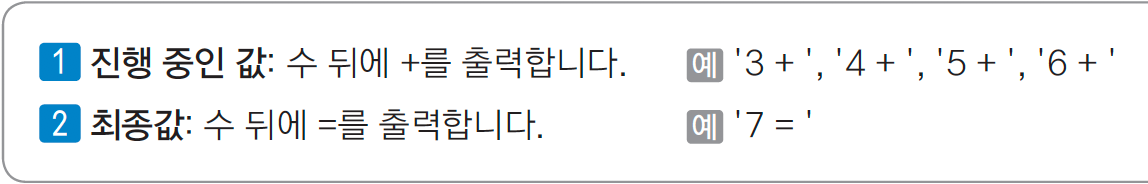 1 진행 중인 값: 수 뒤에 +를 출력합니다. 예 '3 + ', '4 + ', '5 + ', '6 + '
2 최종값: 수 뒤에 =를 출력합니다. 예 '7 = '